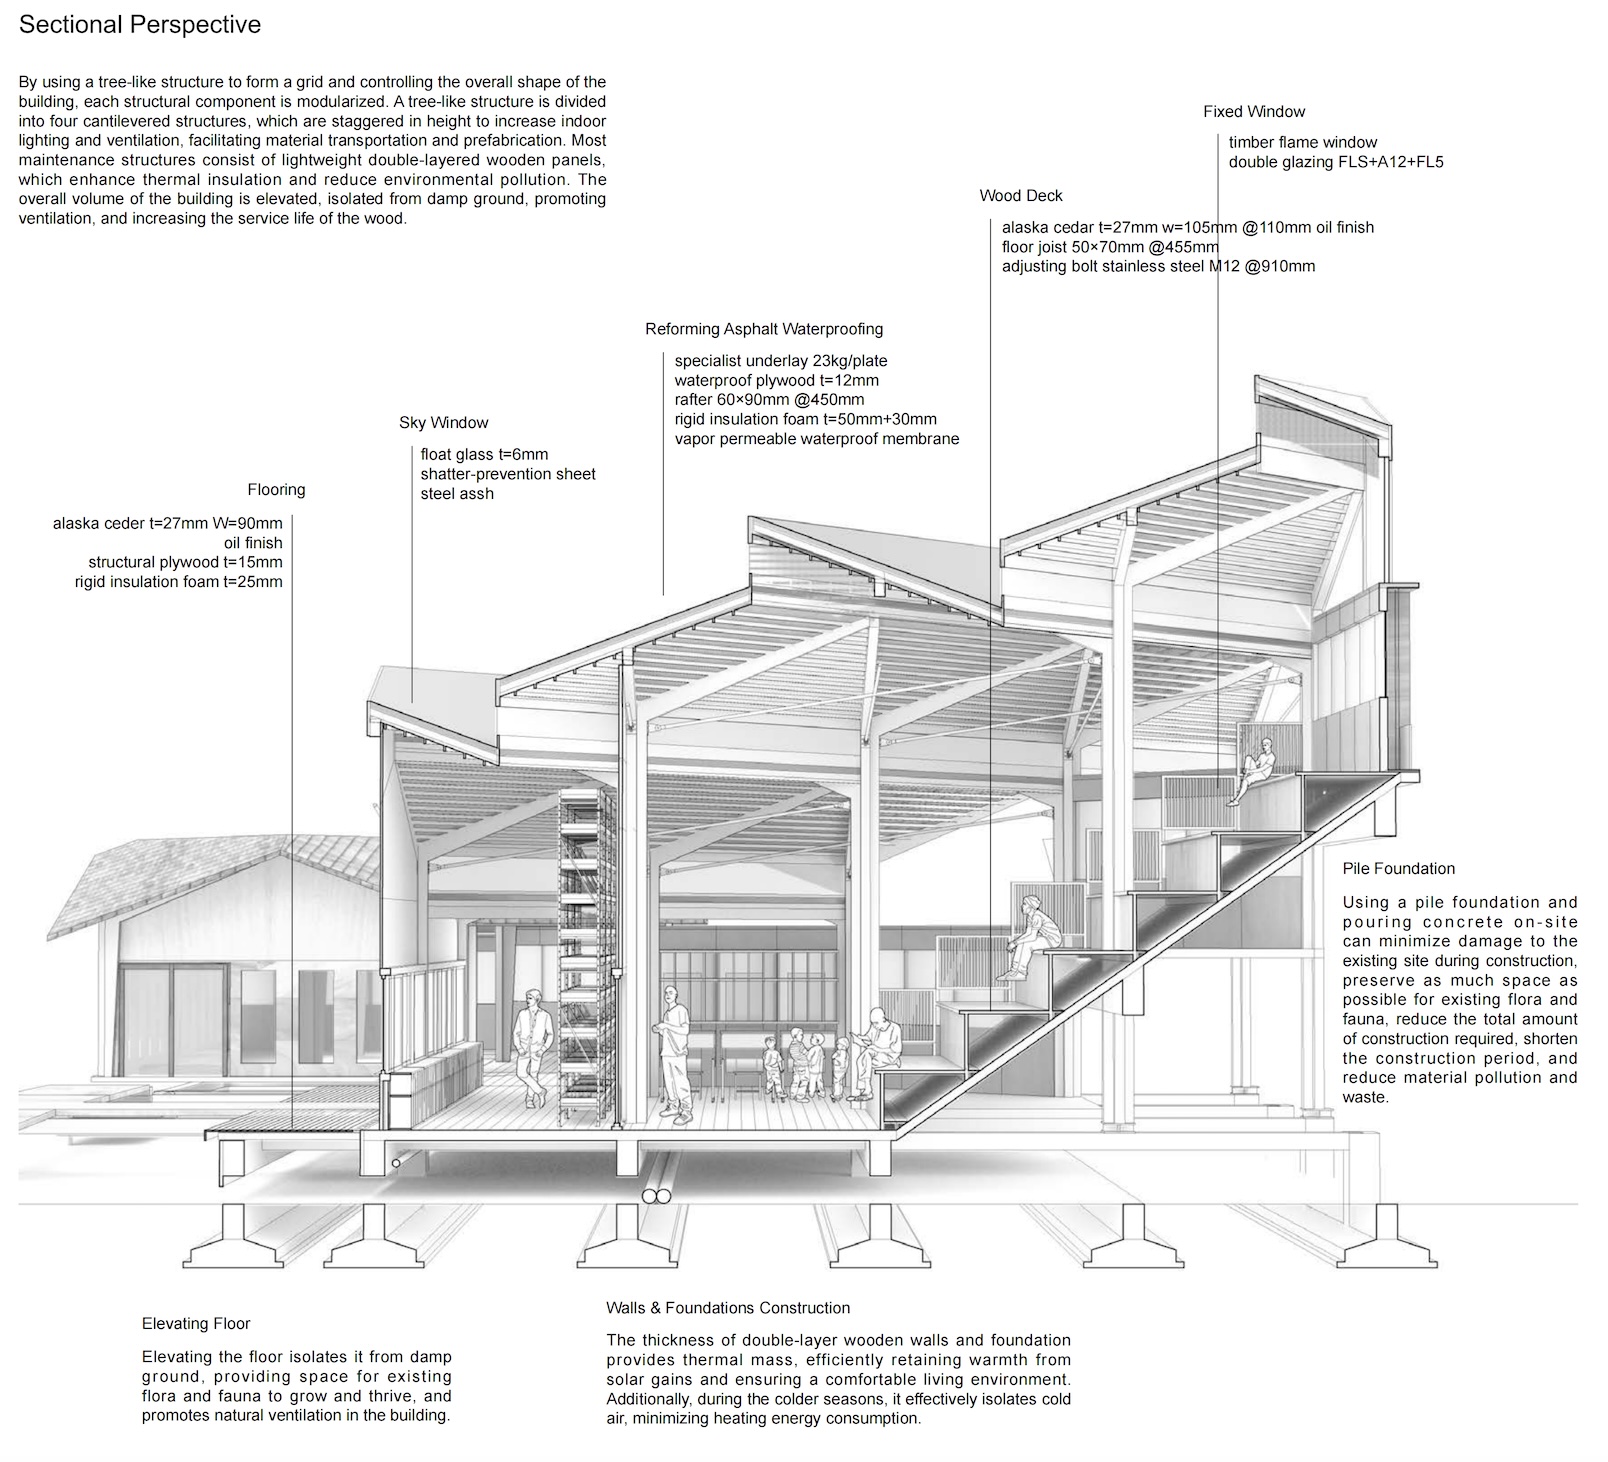 Sectional Perspective
By using a tree-like structure to form a grid and controlling the overall shape of the
building, each structural component is modularized. A tree-like structure is divided
into four cantilevered structures, which are staggered in height to increase indoor
lighting and ventilation, facilitating material transportation and prefabrication. Most
maintenance structures consist of lightweight double-layered wooden panels,
which enhance thermal insulation and reduce environmental pollution. The
overall volume of the building is elevated, isolated from damp ground, promoting
ventilation, and increasing the service life of the wood.
Fixed Window
timber flame window
double glazing FLS+A12+FL5
Wood Deck
alaska cedar t=27mm w=105mm @110mm oil finish
floor joist 50×70mm @455mm
adjusting bolt stainless steel M12 @910mm
Reforming Asphalt Waterproofing
specialist underlay 23kg/plate
waterproof plywood t=12mm
rafter 60×90mm @450mm
rigid insulation foam t=50mm+30mm
vapor permeable waterproof membrane
Sky Window
float glass t=6mm
shatter-prevention sheet
steel assh
Flooring
alaska ceder t=27mm W=90mm
oil finish
structural plywood t=15mm
rigid insulation foam t=25mm
Pile Foundation
Using a pile foundation and
pouring concrete on-site
can minimize damage to the
existing site during construction,
preserve as much space as
possible for existing flora and
fauna, reduce the total amount
of construction required, shorten
the construction period, and
reduce material pollution and
waste.
Elevating Floor
Elevating the floor isolates it from damp
ground, providing space for existing
flora and fauna to grow and thrive, and
promotes natural ventilation in the building.
Walls & Foundations Construction
The thickness of double-layer wooden walls and foundation
provides thermal mass, efficiently retaining warmth from
solar gains and ensuring a comfortable living environment.
Additionally, during the colder seasons, it effectively isolates cold
air, minimizing heating energy consumption.